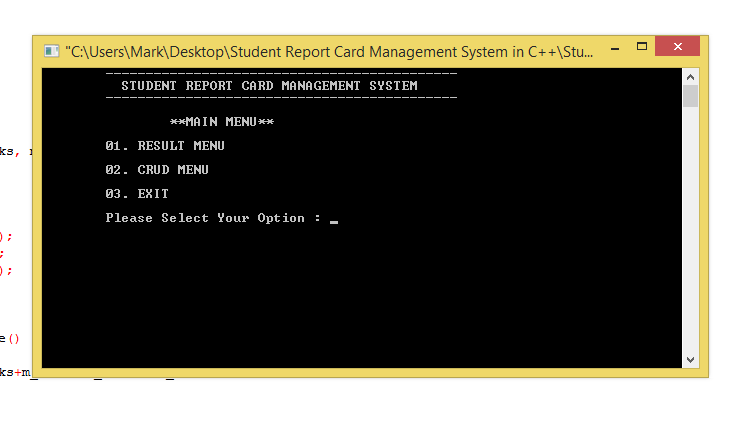 "C:\Users\Mark\Desktop\Student Report Card Management System in C++\Stu...
STUDENT REPORT CARD MANAGEMENT SYSTEM
**MAIN MENU**
ks,
01. RESULT MENU
02. CRUD MENU
03. EXIT
Please Select Your Option : _
);
;
);
e()
ks+m_